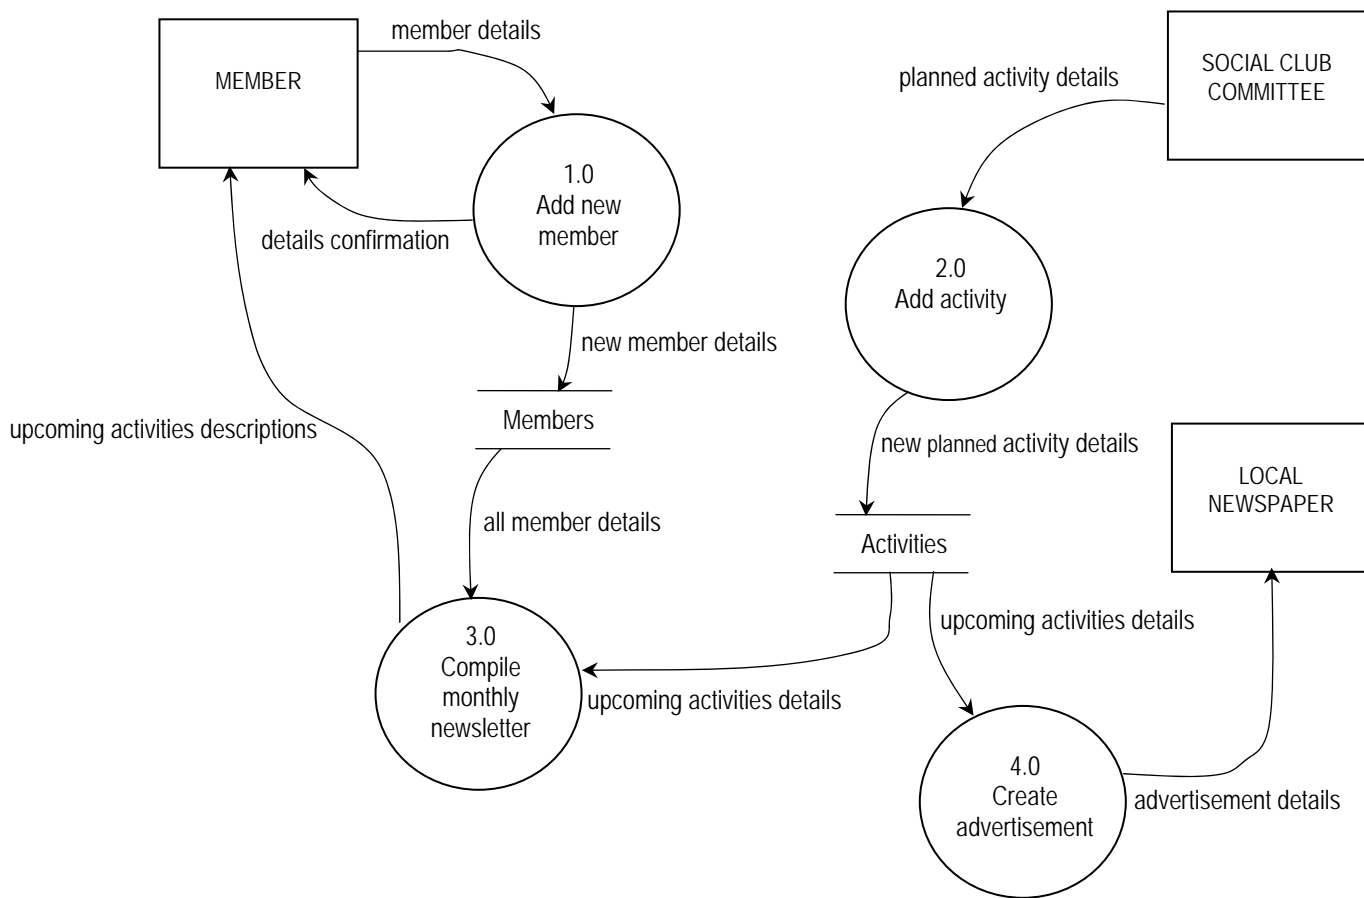 member details
MEMBER
SOCIAL CLUB
COMMITTEE
planned activity details
1.0
Add new
member
details confirmation
2.0
Add activity
new member details
Members
upcoming activities descriptions
new planned activity details
LOCAL
NEWSPAPER
all member details
Activities
upcoming activities details
3.0
Compile
monthly
newsletter
upcoming activities details
4.0
Create
advertisement
advertisement details